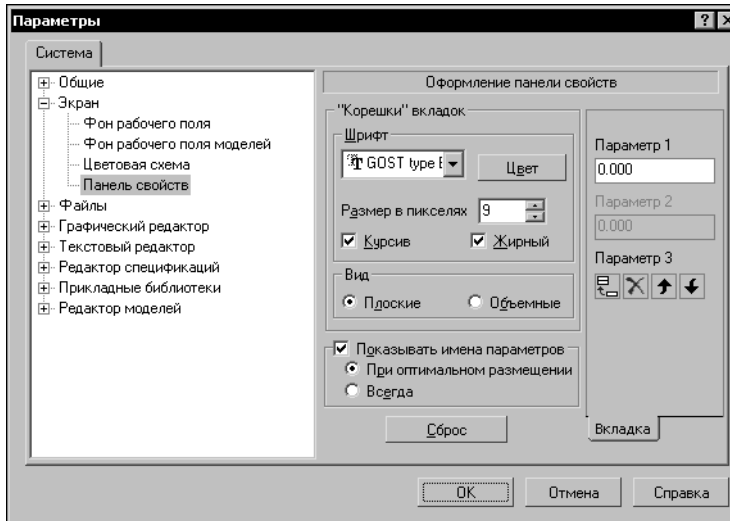 Параметры
Система
Общие
Экран
Фон рабочего поля
Фон рабочего поля моделей
Цветовая схема
Панель свойств
Файлы
Графический редактор
Текстовый редактор
Редактор спецификаций
Прикладные библиотеки
Редактор моделей
Оформление панели свойств
"Корешки" вкладок
Шрифт
GOST type
Цвет
Размер в пикселях 9
Курсив
Жирный
Вид
Плоские
Объемные
Показывать имена параметров
При оптимальном размещении
Всегда
Сброс
Параметр 1
0.000
Параметр 2
0.000
Параметр 3
Вкладка
OK
Отмена
Справка